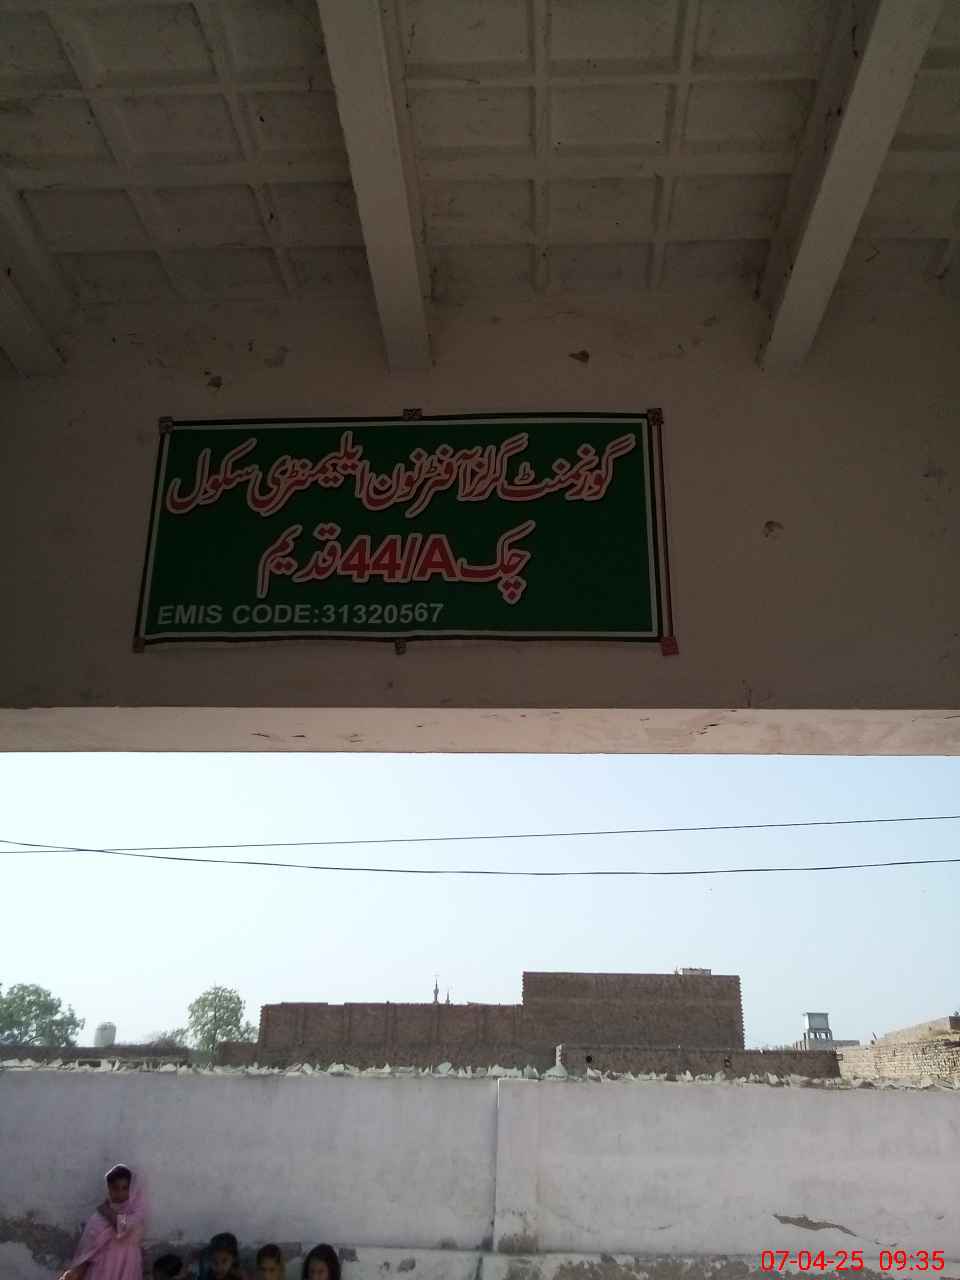 گورنمنٹ گرلز آفٹرنون ایلیمنٹری سکول
چک 44/A قدیم
EMIS CODE:31320567
07-04-25 09:35